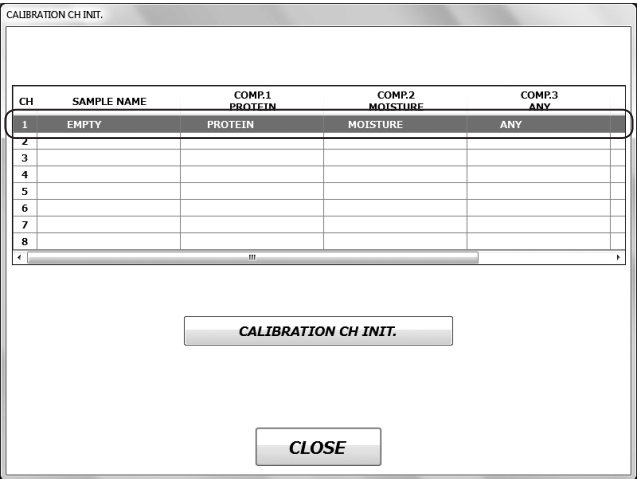 CALIBRATION CH INIT.
CH SAMPLE NAME COMP.1 PROTEIN COMP.2 MOISTURE COMP.3 ANY
1 EMPTY PROTEIN MOISTURE ANY
2
3
4
5
6
7
8
CALIBRATION CH INIT.
CLOSE